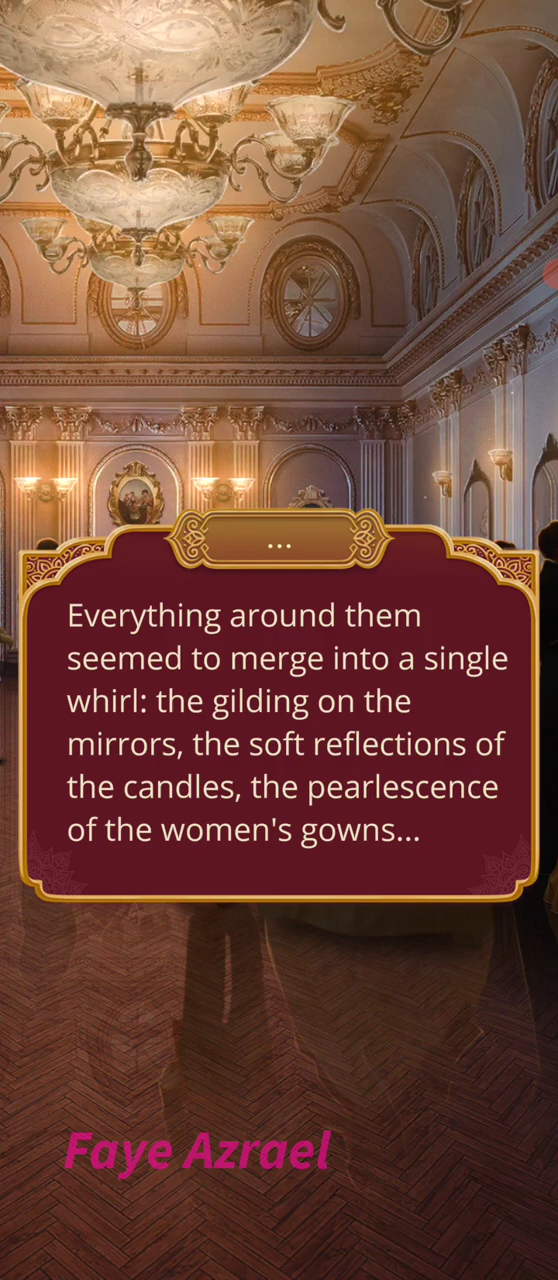 ...
Everything around them
seemed to merge into a single
whirl: the gilding on the
mirrors, the soft reflections of
the candles, the pearlescence
of the women's gowns...
Faye Azrael